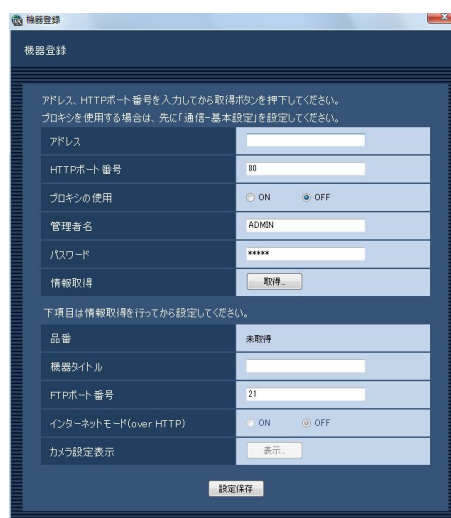 機器登録
機器登録
アドレス、HTTPポート番号を入力してから取得ボタンを押下してください。
プロキシを使用する場合は、先に「通信-基本設定」を設定してください。
アドレス
HTTPポート番号 80
プロキシの使用 ON OFF
管理者名 ADMIN
パスワード *****
情報取得 取得...
下項目は情報取得を行ってから設定してください。
品番 未取得
機器タイトル
FTPポート番号 21
インターネットモード(over HTTP) ON OFF
カメラ設定表示 表示...
設定保存